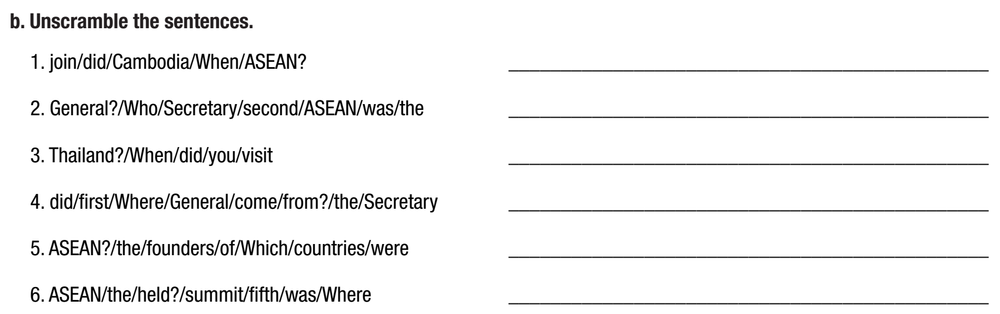 b. Unscramble the sentences.
1. join/did/Cambodia/When/ASEAN?
2. General?/Who/Secretary/second/ASEAN/was/the
3. Thailand?/When/did/you/visit
4. did/first/Where/General/come/from?/the/Secretary
5. ASEAN?/the/founders/of/Which/countries/were
6. ASEAN/the/held?/summit/fifth/was/Where